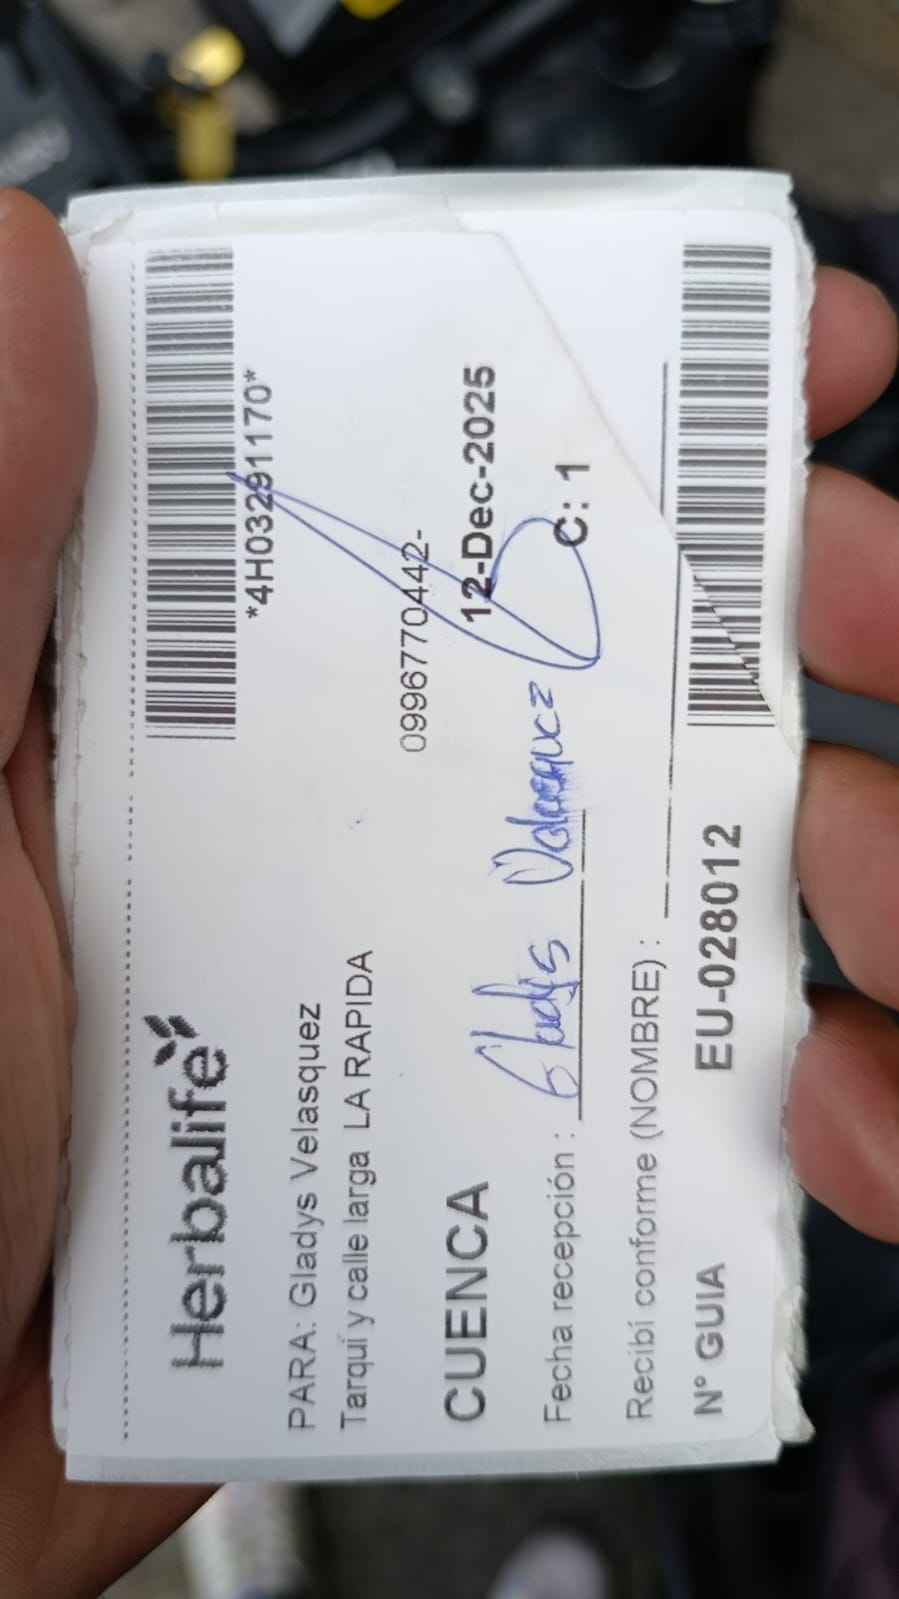 Herbalife
*4H03291170*
PARA: Gladys Velasquez
Tarqui y calle larga LA RAPIDA
0996770442-
CUENCA
12-Dec-2025
Fecha recepción :
Gladys Velasquez
C: 1
Recibí conforme (NOMBRE) :
N° GUIA EU-028012